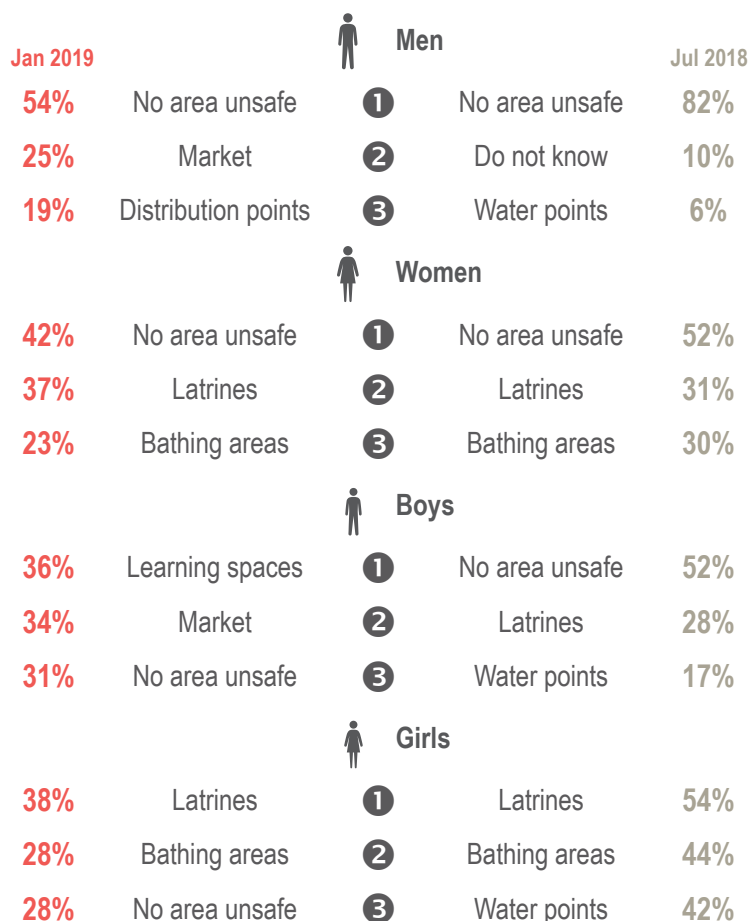 Men
Jan 2019 Jul 2018
54% No area unsafe 1 No area unsafe 82%
25% Market 2 Do not know 10%
19% Distribution points 3 Water points 6%
Women
42% No area unsafe 1 No area unsafe 52%
37% Latrines 2 Latrines 31%
23% Bathing areas 3 Bathing areas 30%
Boys
36% Learning spaces 1 No area unsafe 52%
34% Market 2 Latrines 28%
31% No area unsafe 3 Water points 17%
Girls
38% Latrines 1 Latrines 54%
28% Bathing areas 2 Bathing areas 44%
28% No area unsafe 3 Water points 42%